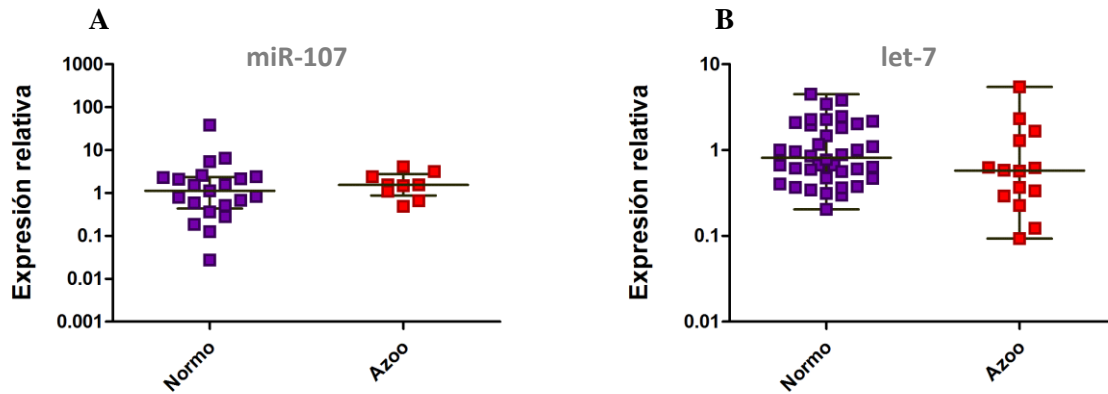 A
miR-107
Expresión relativa
1000
100
10
1
0.1
0.01
0.001
Normo
Azoo
B
let-7
Expresión relativa
10
1
0.1
0.01
Normo
Azoo